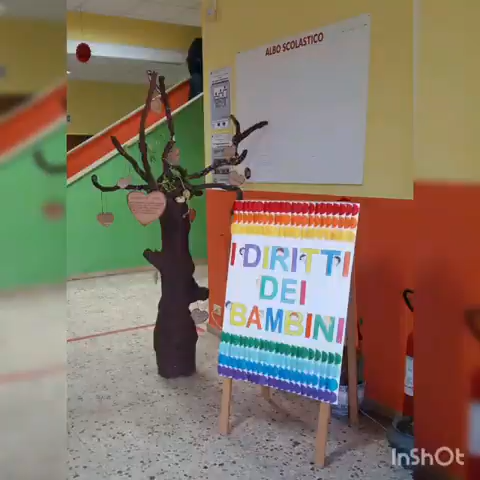 ALBO SCOLASTICO
I DIRITTI
DEI
BAMBINI
InShOt